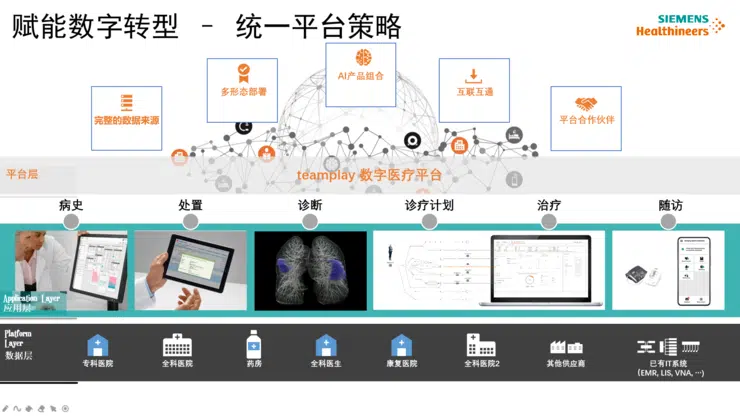 赋能数字转型 - 统一平台策略
SIEMENS
Healthineers
完整的数据来源
多形态部署
AI产品组合
互联互通
平台合作伙伴
平台层
teamplay 数字医疗平台
病史
处置
诊断
诊疗计划
治疗
随访
Application Layer
应用层
Platform
Layer
数据层
专科医院
全科医院
药房
全科医生
康复医院
全科医院2
其他供应商
已有IT系统
(EMR, LIS, VNA, …)